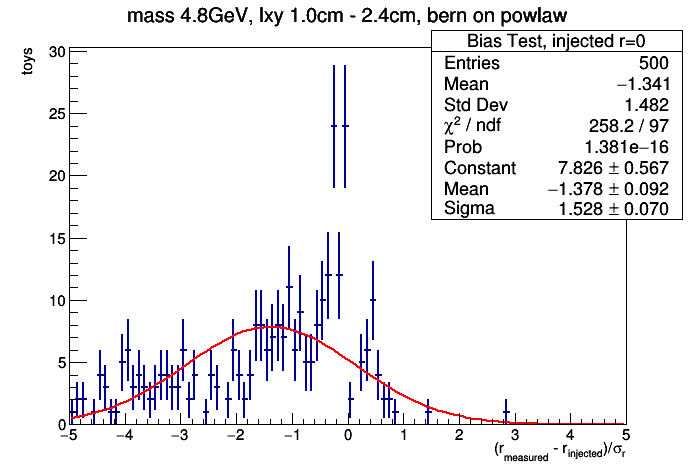 mass 4.8GeV, lxy 1.0cm - 2.4cm, bern on powlaw
Bias Test, injected r=0
Entries 500
Mean −1.341
Std Dev 1.482
χ² / ndf 258.2 / 97
Prob 1.381e−16
Constant 7.826 ± 0.567
Mean −1.378 ± 0.092
Sigma 1.528 ± 0.070
toys
30
25
20
15
10
5
0
−5 −4 −3 −2 −1 0 1 2 3 4 5
(r_measured - r_injected)/σ_r